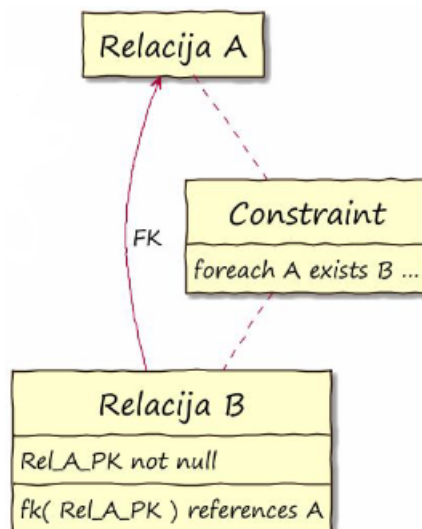 Relacija A
Constraint
FK
foreach A exists B ...
Relacija B
Rel_A_PK not null
fk( Rel_A_PK ) references A